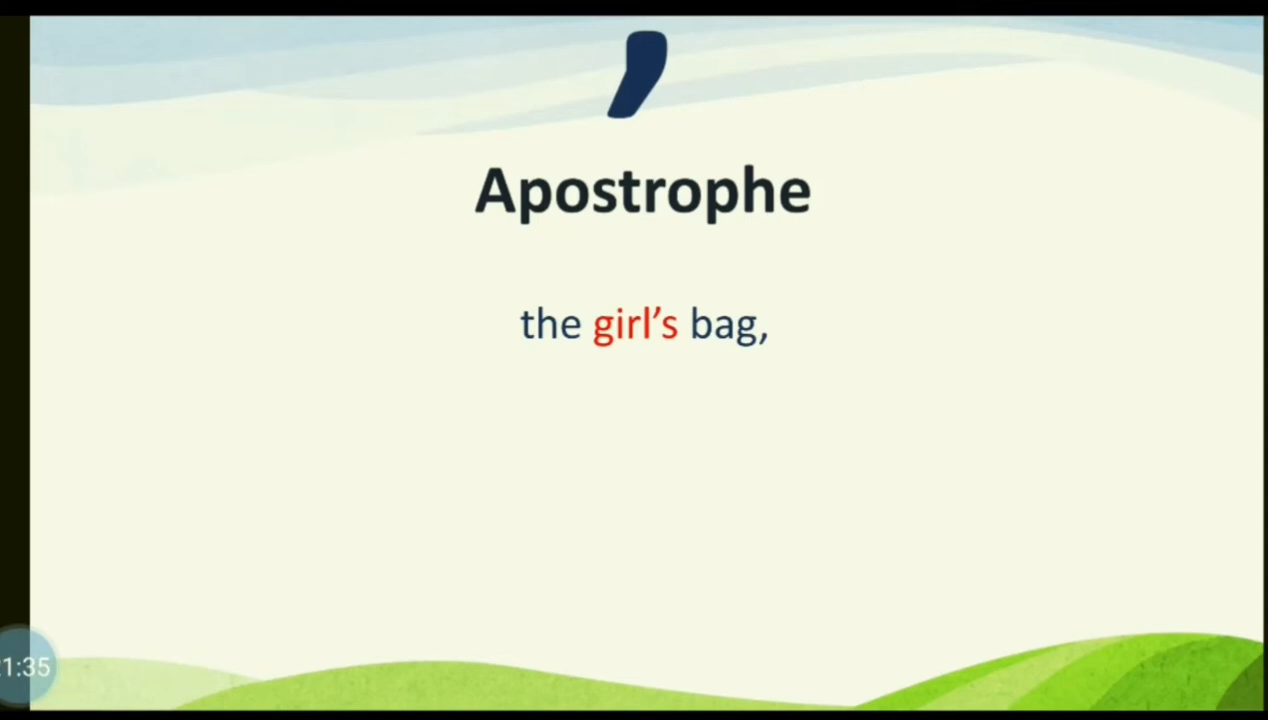 ’
Apostrophe
the girl’s bag,
1:35